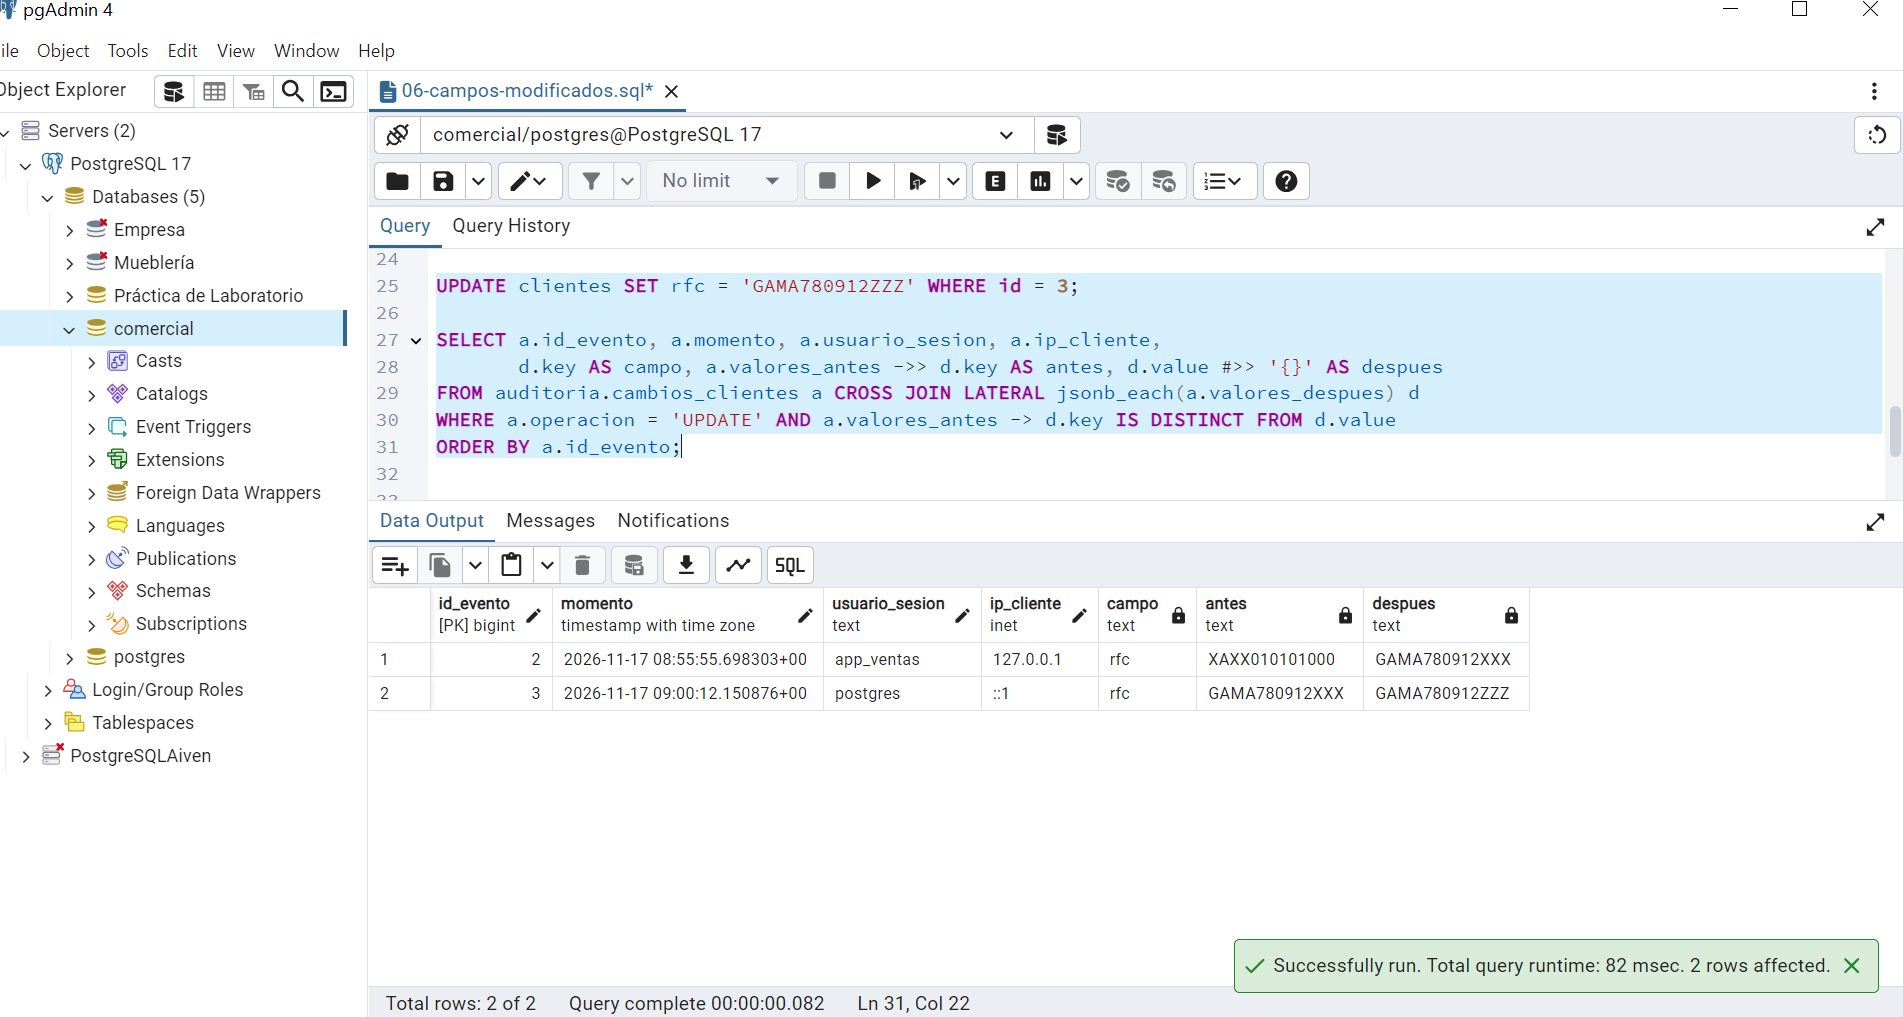 pgAdmin 4
ile Object Tools Edit View Window Help
Object Explorer
06-campos-modificados.sql*
Servers (2)
PostgreSQL 17
Databases (5)
Empresa
Mueblería
Práctica de Laboratorio
comercial
Casts
Catalogs
Event Triggers
Extensions
Foreign Data Wrappers
Languages
Publications
Schemas
Subscriptions
postgres
Login/Group Roles
Tablespaces
PostgreSQLAiven
comercial/postgres@PostgreSQL 17
No limit
E
Query Query History
24
25 UPDATE clientes SET rfc = 'GAMA780912ZZZ' WHERE id = 3;
26
27 SELECT a.id_evento, a.momento, a.usuario_sesion, a.ip_cliente,
28 d.key AS campo, a.valores_antes ->> d.key AS antes, d.value #>> '{}' AS despues
29 FROM auditoria.cambios_clientes a CROSS JOIN LATERAL jsonb_each(a.valores_despues) d
30 WHERE a.operacion = 'UPDATE' AND a.valores_antes -> d.key IS DISTINCT FROM d.value
31 ORDER BY a.id_evento;
32
Data Output Messages Notifications
SQL
id_evento momento usuario_sesion ip_cliente campo antes despues
[PK] bigint timestamp with time zone text inet text text text
1 2 2026-11-17 08:55:55.698303+00 app_ventas 127.0.0.1 rfc XAXX010101000 GAMA780912XXX
2 3 2026-11-17 09:00:12.150876+00 postgres ::1 rfc GAMA780912XXX GAMA780912ZZZ
Successfully run. Total query runtime: 82 msec. 2 rows affected.
Total rows: 2 of 2 Query complete 00:00:00.082 Ln 31, Col 22